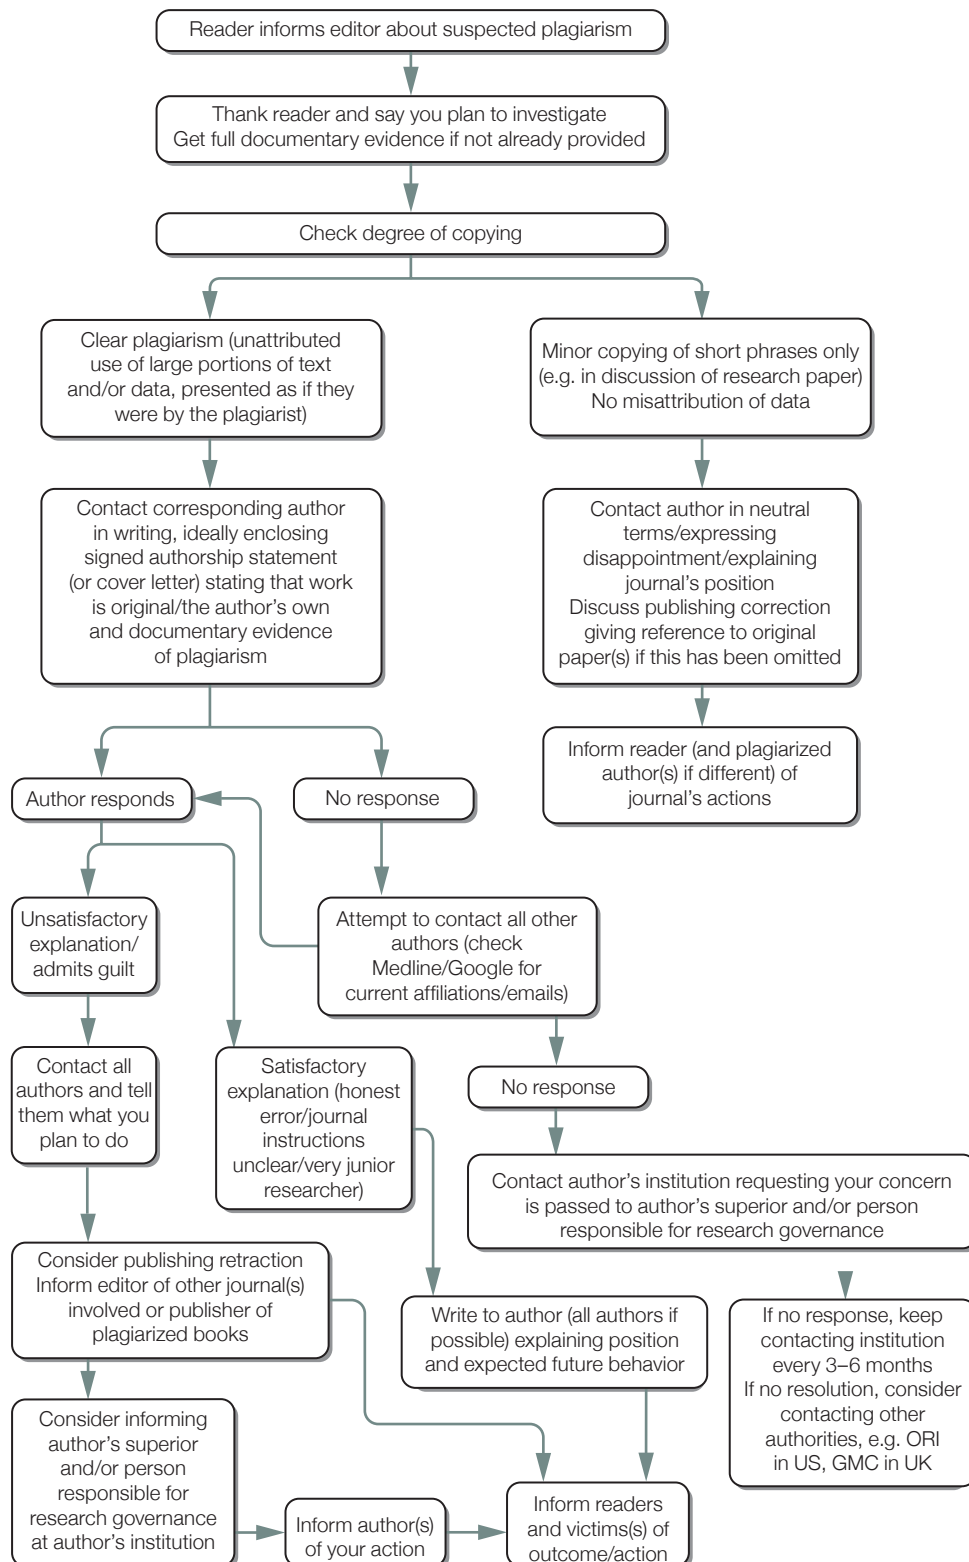 Reader informs editor about suspected plagiarism
Thank reader and say you plan to investigate
Get full documentary evidence if not already provided
Check degree of copying
Clear plagiarism (unattributed
use of large portions of text
and/or data, presented as if they
were by the plagiarist)
Minor copying of short phrases only
(e.g. in discussion of research paper)
No misattribution of data
Contact corresponding author
in writing, ideally enclosing
signed authorship statement
(or cover letter) stating that work
is original/the author's own
and documentary evidence
of plagiarism
Contact author in neutral
terms/expressing
disappointment/explaining
journal's position
Discuss publishing correction
giving reference to original
paper(s) if this has been omitted
Inform reader (and plagiarized
author(s) if different) of
journal's actions
Author responds
No response
Unsatisfactory
explanation/
admits guilt
Attempt to contact all other
authors (check
Medline/Google for
current affiliations/emails)
Contact all
authors and tell
them what you
plan to do
Satisfactory
explanation (honest
error/journal
instructions
unclear/very junior
researcher)
No response
Contact author's institution requesting your concern
is passed to author's superior and/or person
responsible for research governance
Consider publishing retraction
Inform editor of other journal(s)
involved or publisher of
plagiarized books
Write to author (all authors if
possible) explaining position
and expected future behavior
If no response, keep
contacting institution
every 3–6 months
If no resolution, consider
contacting other
authorities, e.g. ORI
in US, GMC in UK
Consider informing
author's superior
and/or person
responsible for
research governance
at author's institution
Inform author(s)
of your action
Inform readers
and victims(s) of
outcome/action